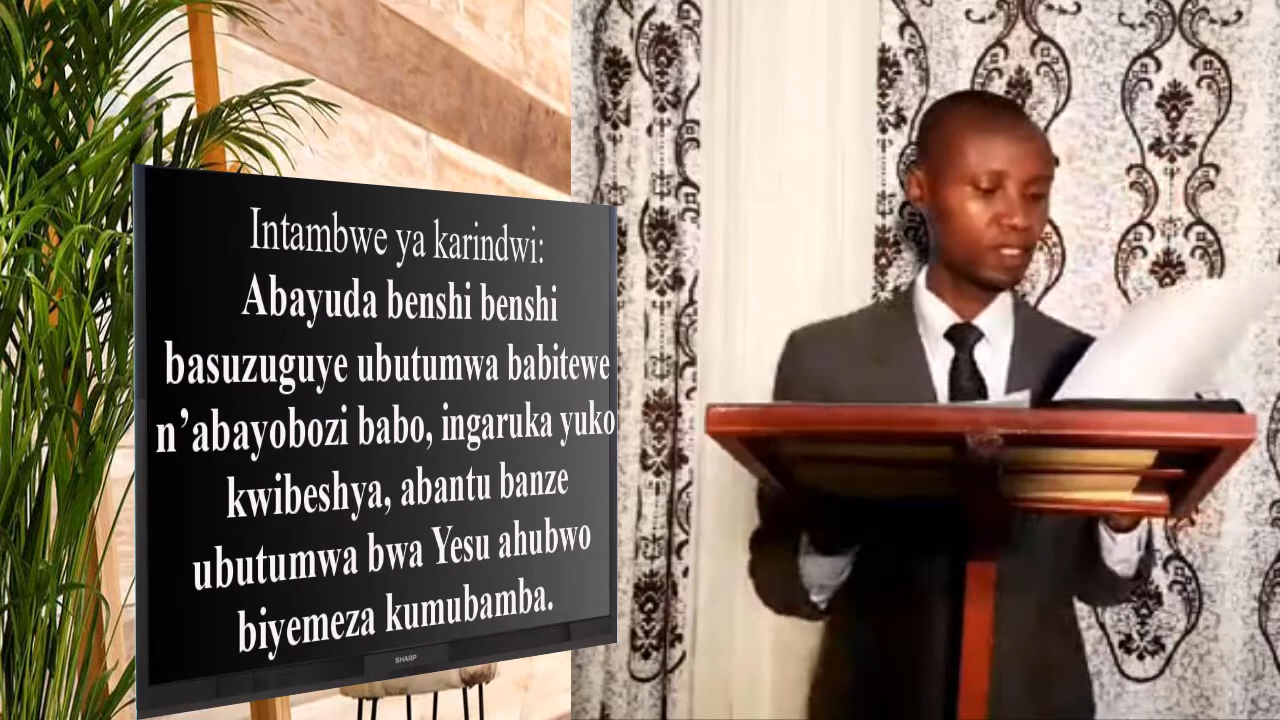 Intambwe ya karindwi:
Abayuda benshi benshi
basuzuguye ubutumwa babitewe
n’abayobozi babo, ingaruka yuko
kwibeshya, abantu banze
ubutumwa bwa Yesu ahubwo
biyemeza kumubamba.
SHARP